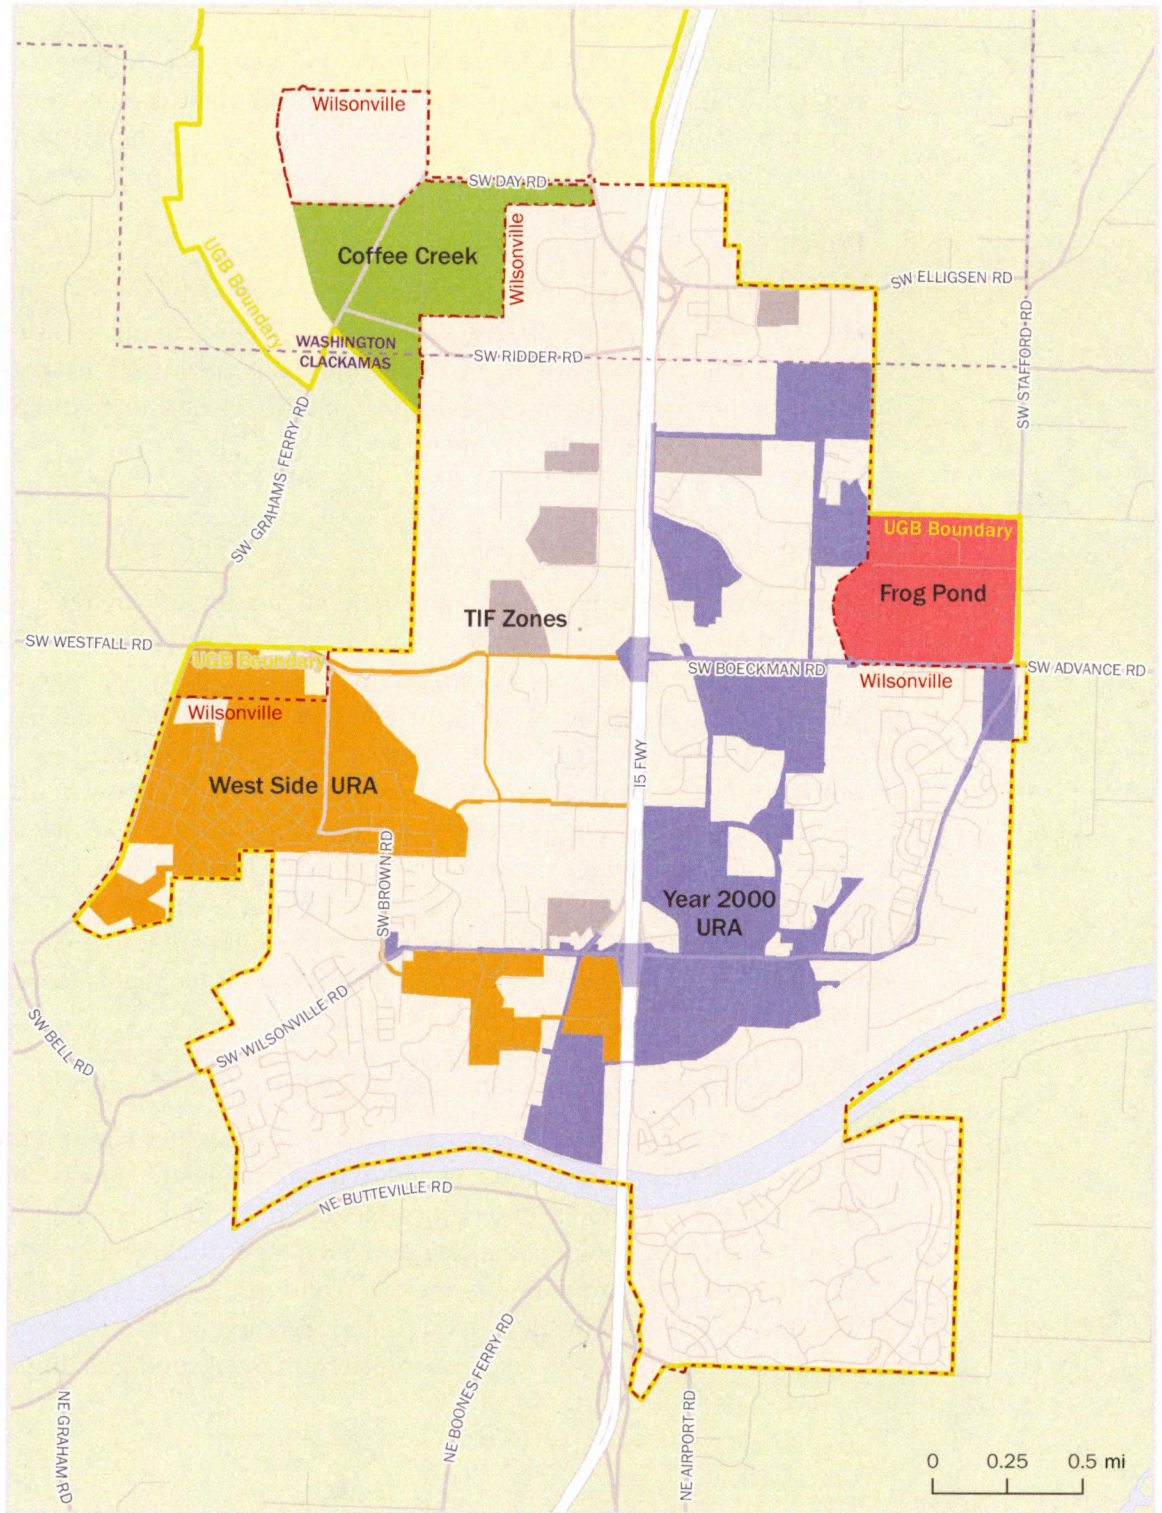 Wilsonville
SW DAY RD
Coffee Creek
Wilsonville
UGB Boundary
SW ELLIGSEN RD
WASHINGTON
CLACKAMAS
SW RIDDER RD
SW STAFFORD RD
SW GRAHAMS FERRY RD
UGB Boundary
Frog Pond
TIF Zones
SW WESTFALL RD
UGB Boundary
SW BOECKMAN RD
SW ADVANCE RD
Wilsonville
Wilsonville
I5 FWY
West Side URA
SW BROWN RD
Year 2000
URA
SW WILSONVILLE RD
SW BELL RD
NE BUTTEVILLE RD
NE BOONES FERRY RD
NE GRAHAM RD
NE AIRPORT RD
0 0.25 0.5 mi